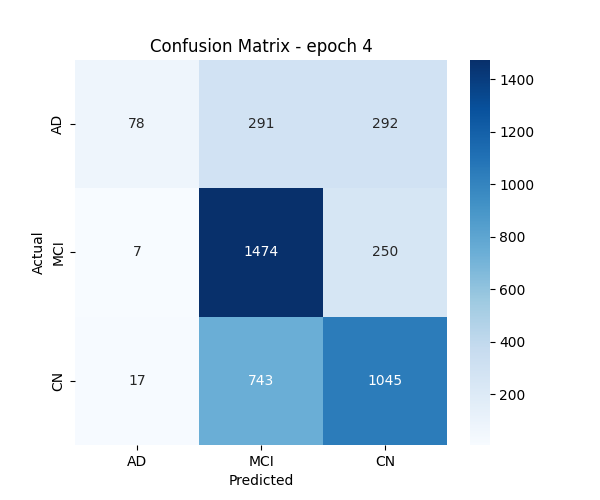 Confusion Matrix - epoch 4
AD 78 291 292
MCI 7 1474 250
CN 17 743 1045
AD MCI CN
Predicted
Actual
1400
1200
1000
800
600
400
200